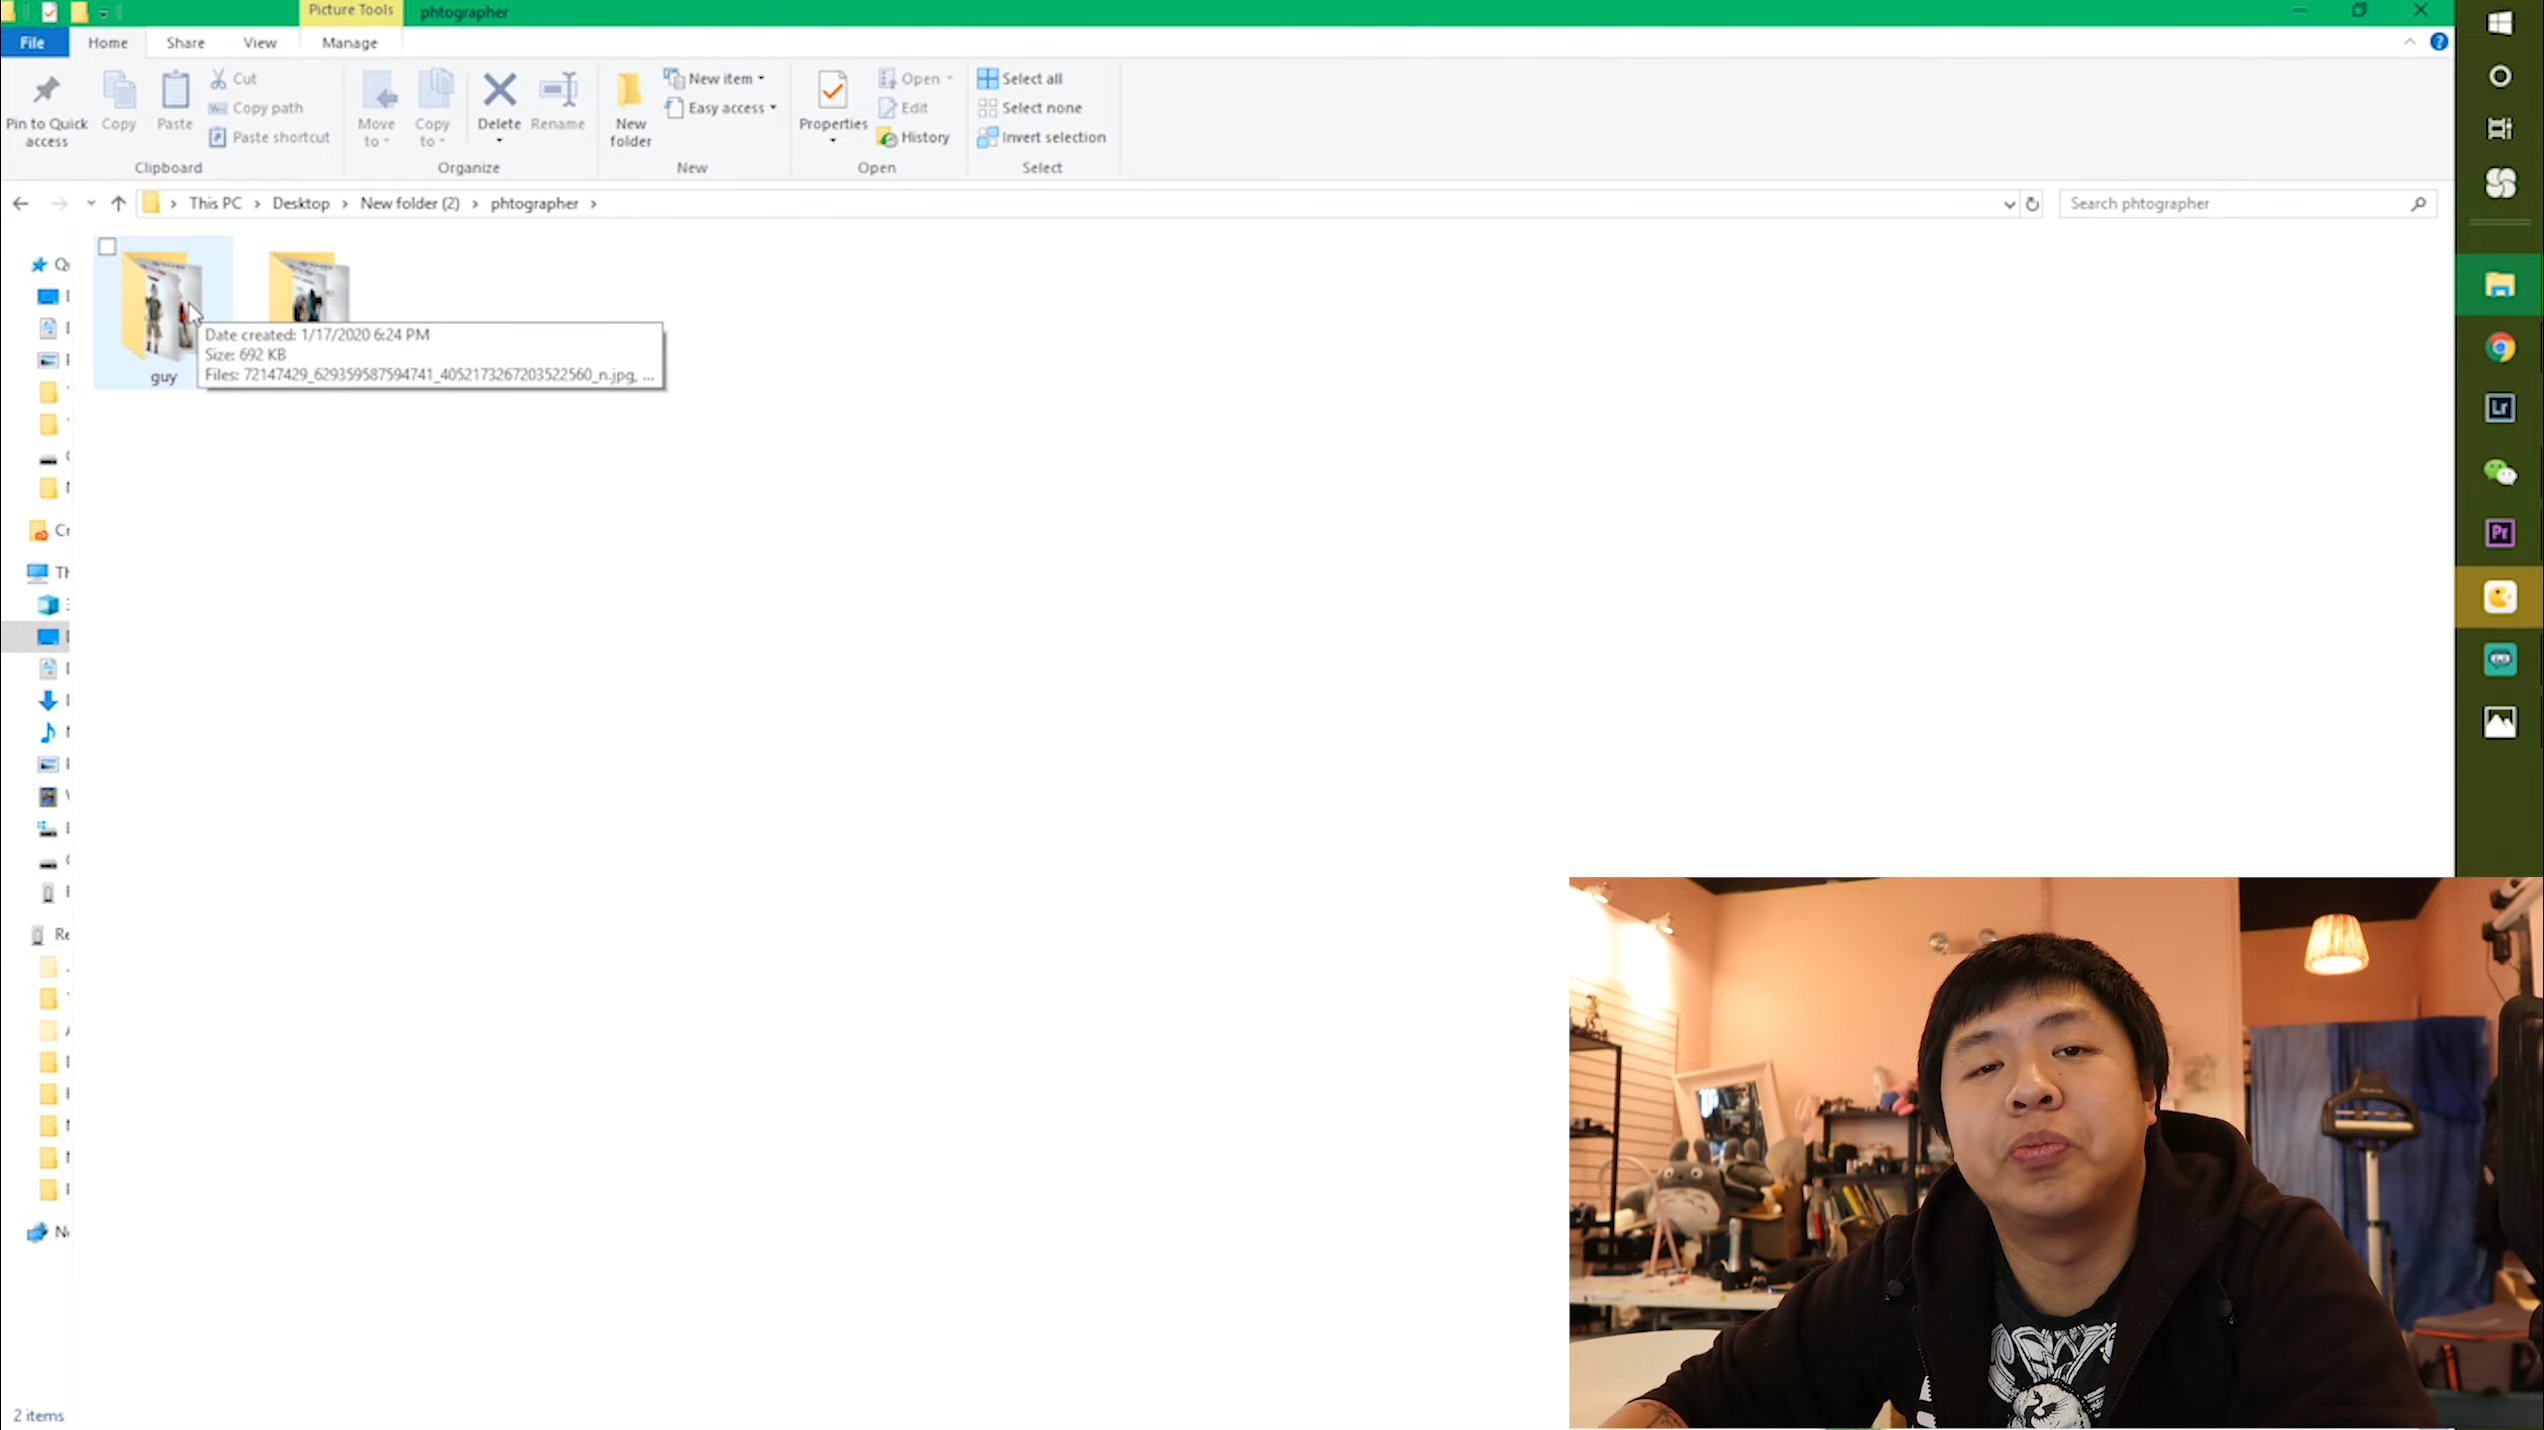 Picture Tools phtographer
File Home Share View Manage
Pin to Quick access
Copy
Paste
Cut
Copy path
Paste shortcut
Clipboard
Move to
Copy to
Delete
Rename
Organize
New folder
New item
Easy access
New
Properties
Open
Edit
History
Open
Select all
Select none
Invert selection
Select
This PC > Desktop > New folder (2) > phtographer >
Search phtographer
Date created: 1/17/2020 6:24 PM
Size: 692 KB
Files: 72147429_629359587594741_4052173267203522560_n.jpg, ...
guy
Lr
Pr
2 items